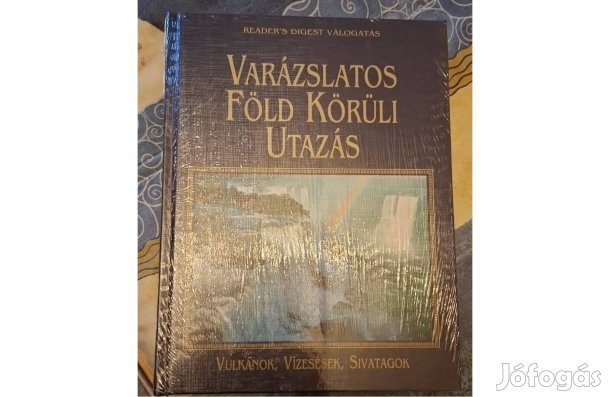 READER'S DIGEST VÁLOGATÁS
VARÁZSLATOS
FÖLD KÖRÜLI
UTAZÁS
VULKÁNOK, VÍZESÉSEK, SIVATAGOK
Jófogás